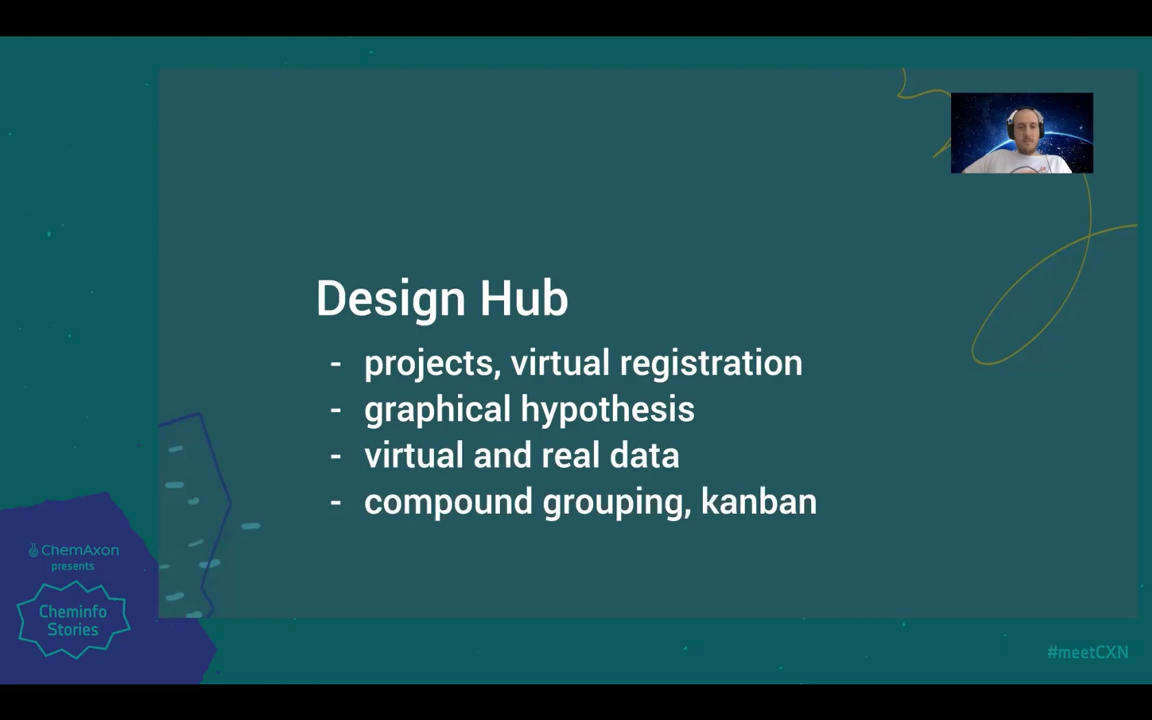 Design Hub
- projects, virtual registration
- graphical hypothesis
- virtual and real data
- compound grouping, kanban
ChemAxon
presents
Cheminfo
Stories
#meetCXN